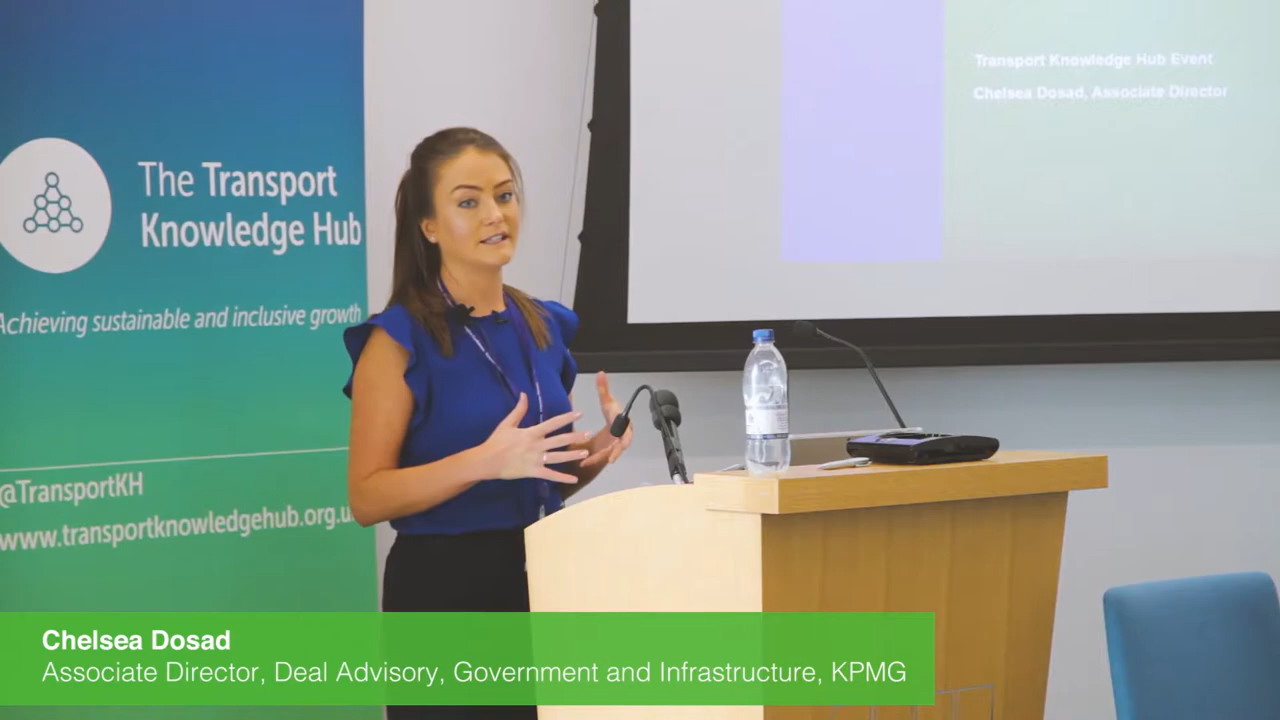 The Transport
Knowledge Hub
Achieving sustainable and inclusive growth
@TransportKH
www.transportknowledgehub.org.u
Transport Knowledge Hub Event
Chelsea Dosad, Associate Director
Chelsea Dosad
Associate Director, Deal Advisory, Government and Infrastructure, KPMG